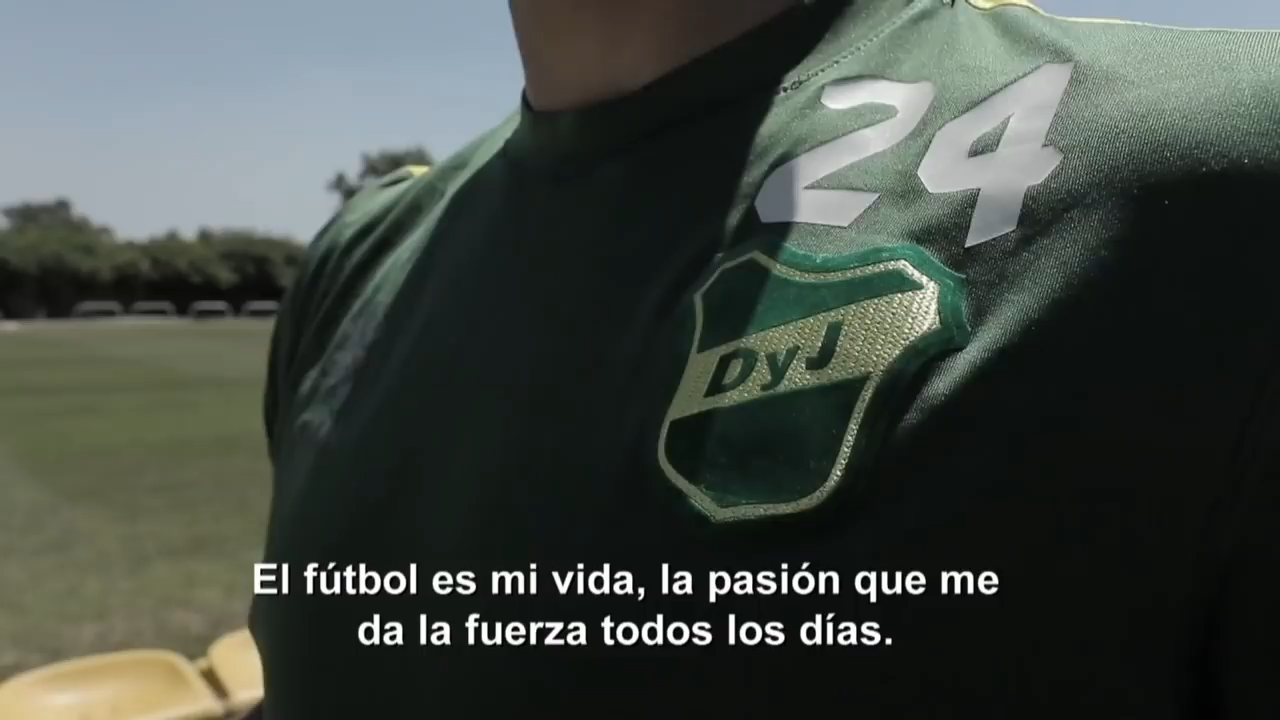 24
DyJ
El fútbol es mi vida, la pasión que me
da la fuerza todos los días.